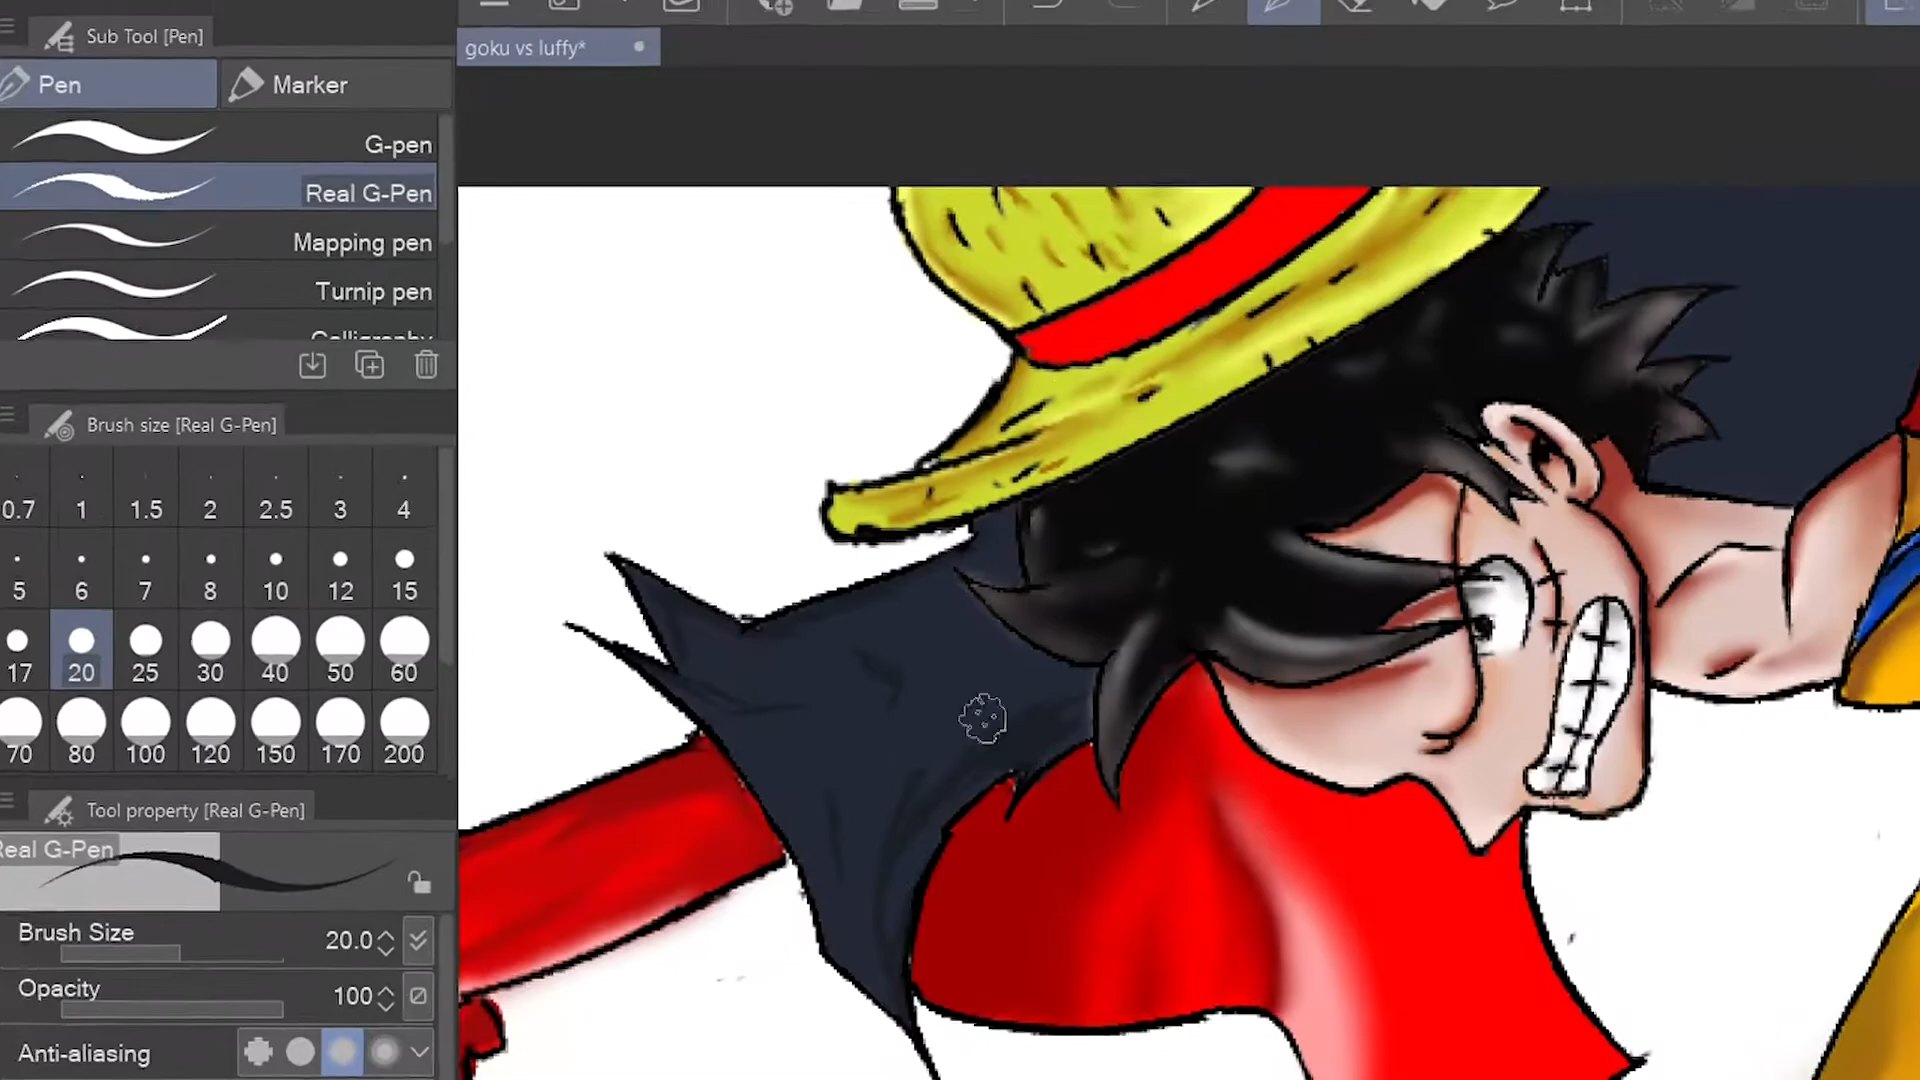 Sub Tool [Pen]
goku vs luffy*
Pen
Marker
G-pen
Real G-Pen
Mapping pen
Turnip pen
Calligraphy
Brush size [Real G-Pen]
0.7 1 1.5 2 2.5 3 4
5 6 7 8 10 12 15
17 20 25 30 40 50 60
70 80 100 120 150 170 200
Tool property [Real G-Pen]
Real G-Pen
Brush Size 20.0
Opacity 100
Anti-aliasing